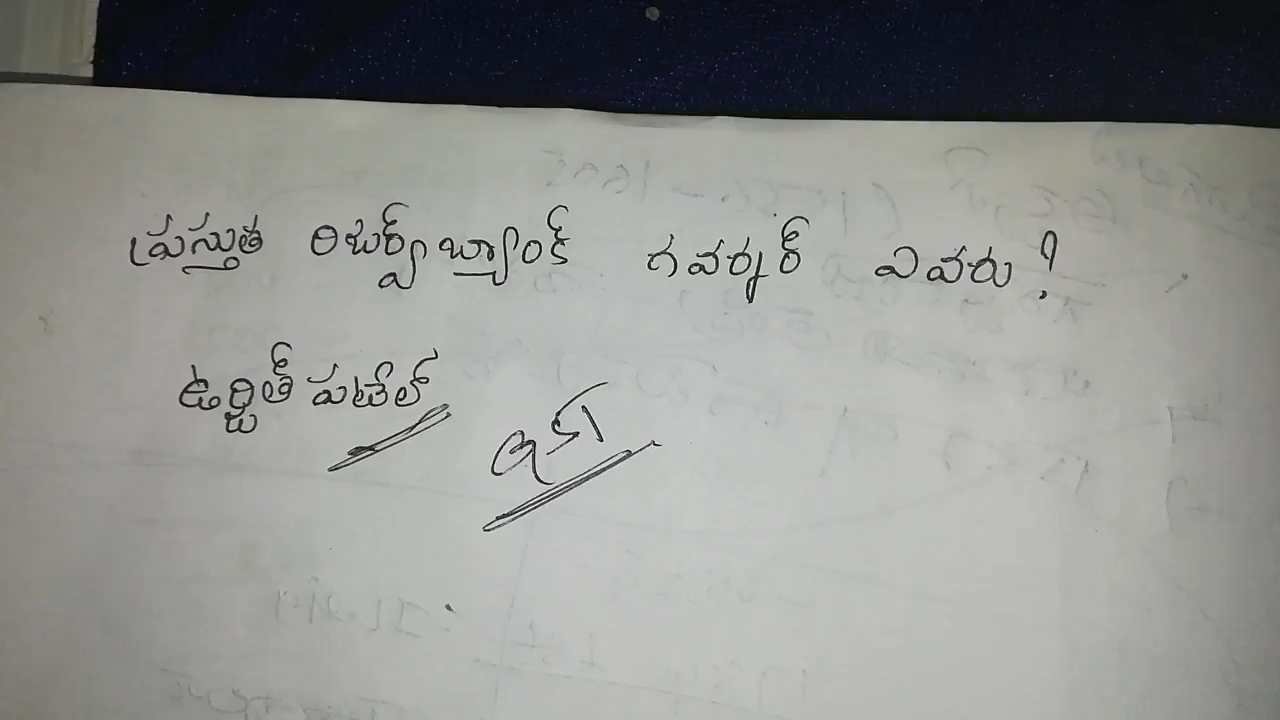 ప్రస్తుత రిజర్వ్ బ్యాంక్ గవర్నర్ ఎవరు?
ఉర్జిత్ పటేల్